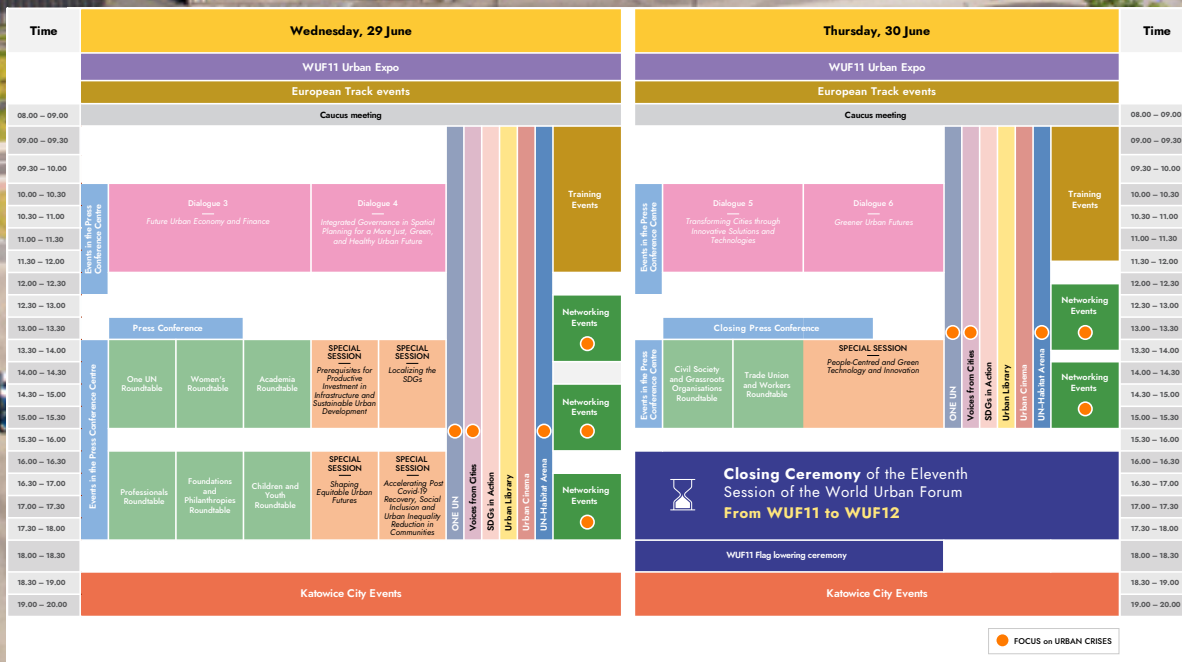 Time
Wednesday, 29 June
Thursday, 30 June
Time
WUF11 Urban Expo
WUF11 Urban Expo
European Track events
European Track events
08.00 – 09.00
Caucus meeting
Caucus meeting
08.00 – 09.00
09.00 – 09.30
09.30 – 10.00
10.00 – 10.30
10.30 – 11.00
11.00 – 11.30
11.30 – 12.00
12.00 – 12.30
12.30 – 13.00
13.00 – 13.30
13.30 – 14.00
14.00 – 14.30
14.30 – 15.00
15.00 – 15.30
15.30 – 16.00
16.00 – 16.30
16.30 – 17.00
17.00 – 17.30
17.30 – 18.00
18.00 – 18.30
18.30 – 19.00
19.00 – 20.00
Events in the Press
Conference Centre
Dialogue 3
Future Urban Economy and Finance
Dialogue 4
Integrated Governance in Spatial
Planning for a More Just, Green,
and Healthy Urban Future
Training
Events
Press Conference
Events in the Press Conference Centre
One UN
Roundtable
Women's
Roundtable
Academia
Roundtable
SPECIAL
SESSION
Prerequisites for
Productive
Investment in
Infrastructure and
Sustainable Urban
Development
SPECIAL
SESSION
Localizing the
SDGs
Professionals
Roundtable
Foundations
and
Philanthropies
Roundtable
Children and
Youth
Roundtable
SPECIAL
SESSION
Shaping
Equitable Urban
Futures
SPECIAL
SESSION
Accelerating Post
Covid-19
Recovery, Social
Inclusion and
Urban Inequality
Reduction in
Communities
ONE UN
Voices from Cities
SDGs in Action
Urban Library
Urban Cinema
UN-Habitat Arena
Networking
Events
Networking
Events
Networking
Events
Katowice City Events
Events in the Press
Conference Centre
Dialogue 5
Transforming Cities through
Innovative Solutions and
Technologies
Dialogue 6
Greener Urban Futures
Training
Events
Closing Press Conference
Events in the Press
Conference Centre
Civil Society
and Grassroots
Organisations
Roundtable
Trade Union
and Workers
Roundtable
SPECIAL SESSION
People-Centred and Green
Technology and Innovation
ONE UN
Voices from Cities
SDGs in Action
Urban Library
Urban Cinema
UN-Habitat Arena
Networking
Events
Networking
Events
Closing Ceremony of the Eleventh
Session of the World Urban Forum
From WUF11 to WUF12
WUF11 Flag lowering ceremony
Katowice City Events
09.00 – 09.30
09.30 – 10.00
10.00 – 10.30
10.30 – 11.00
11.00 – 11.30
11.30 – 12.00
12.00 – 12.30
12.30 – 13.00
13.00 – 13.30
13.30 – 14.00
14.00 – 14.30
14.30 – 15.00
15.00 – 15.30
15.30 – 16.00
16.00 – 16.30
16.30 – 17.00
17.00 – 17.30
17.30 – 18.00
18.00 – 18.30
18.30 – 19.00
19.00 – 20.00
FOCUS on URBAN CRISES